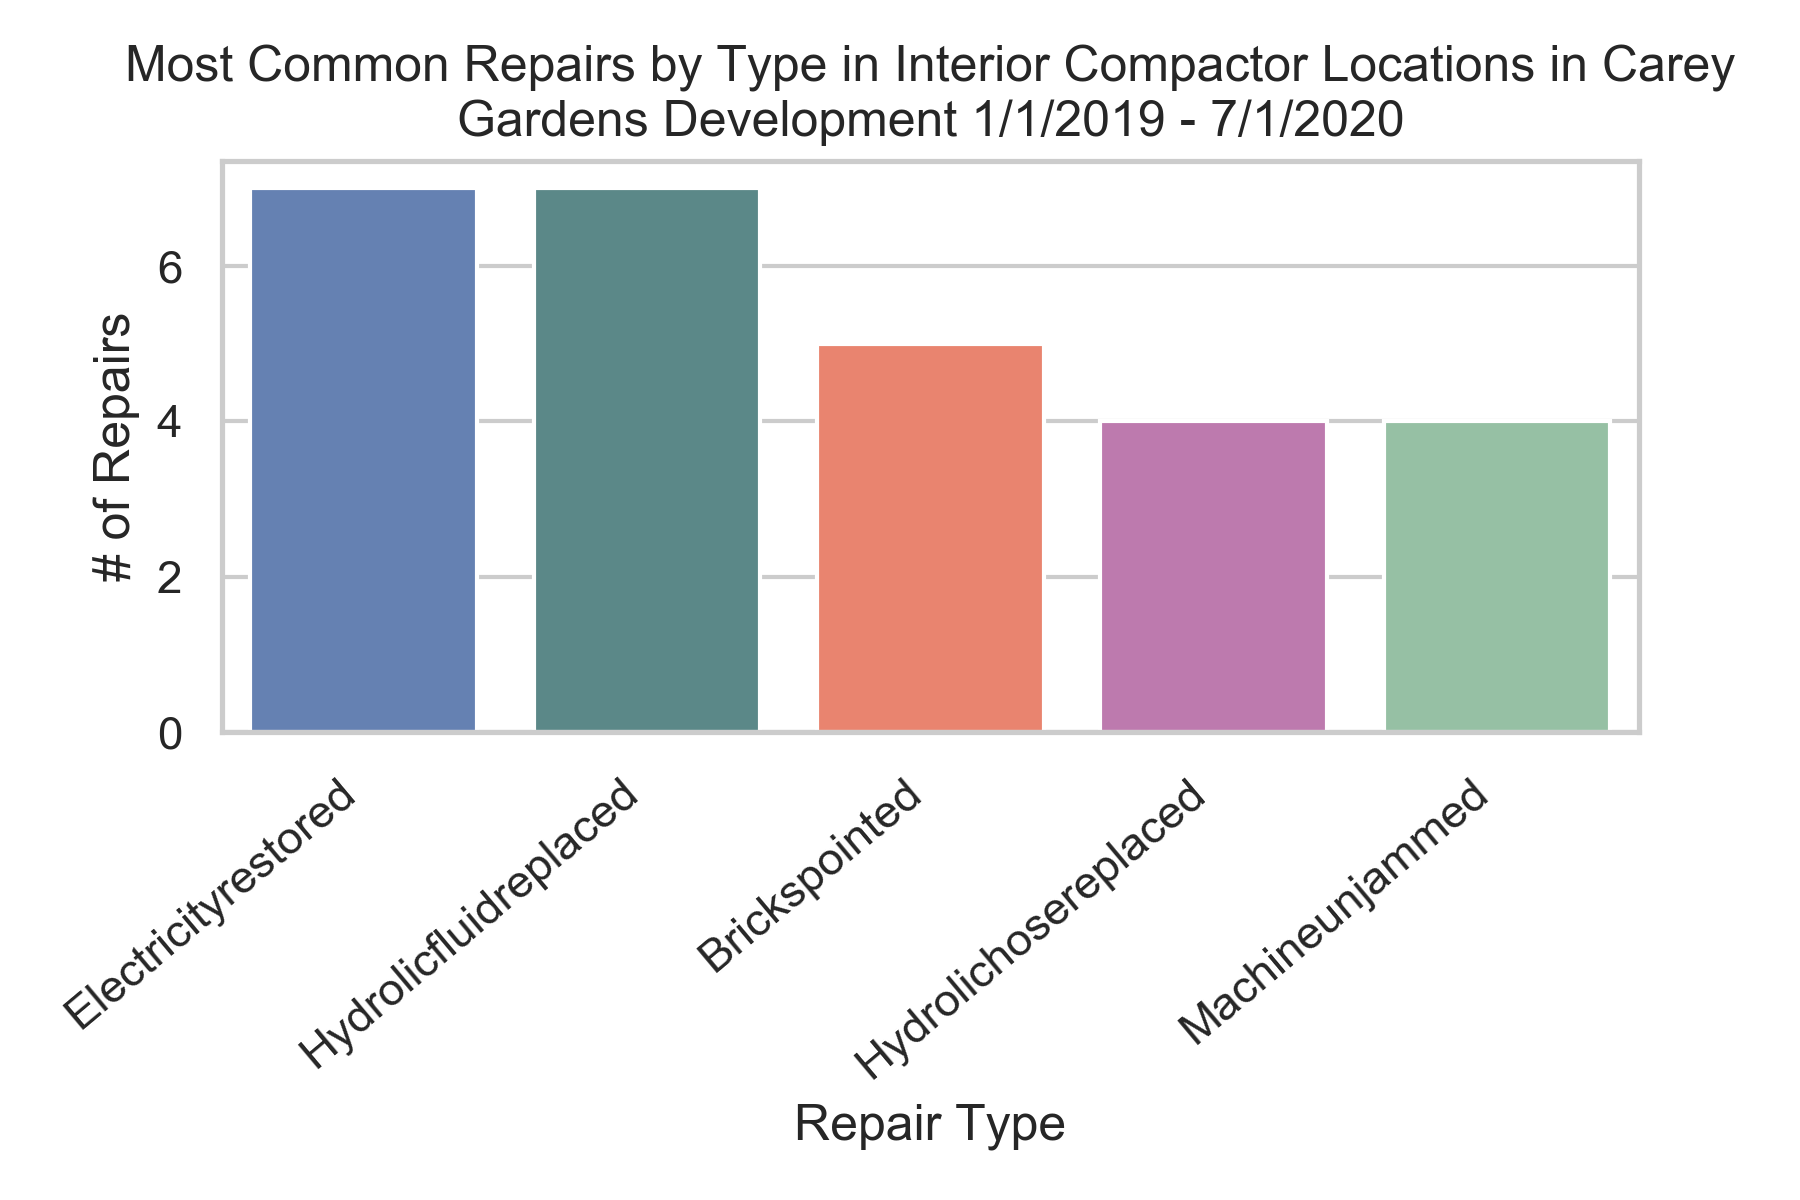 Most Common Repairs by Type in Interior Compactor Locations in Carey
Gardens Development 1/1/2019 - 7/1/2020
# of Repairs
6
4
2
0
Electricityrestored
Hydrolicfluidreplaced
Brickspointed
Hydrolichosereplaced
Machineunjammed
Repair Type